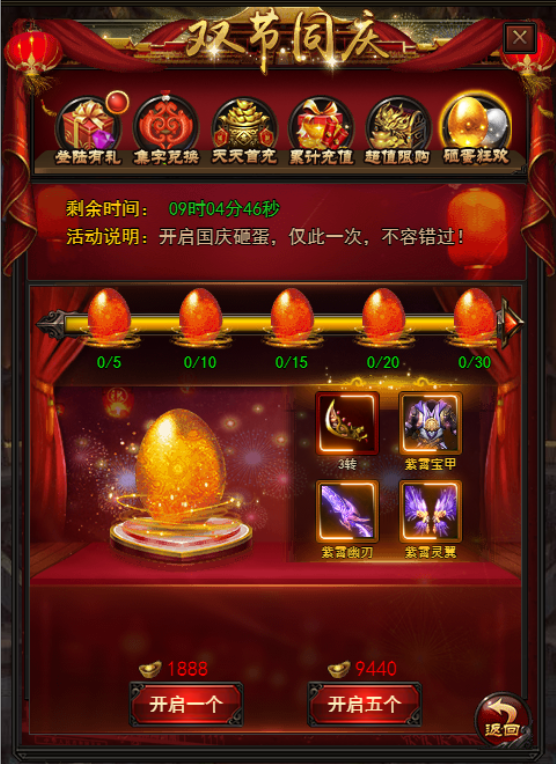 双节同庆
登陆有礼 集字兑换 天天首充 累计充值 超值限购 砸蛋狂欢
剩余时间： 09时04分46秒
活动说明：开启国庆砸蛋，仅此一次，不容错过！
0/5 0/10 0/15 0/20 0/30
3转 紫霄宝甲
紫霄幽刃 紫霄灵翼
1888 9440
开启一个 开启五个
返回